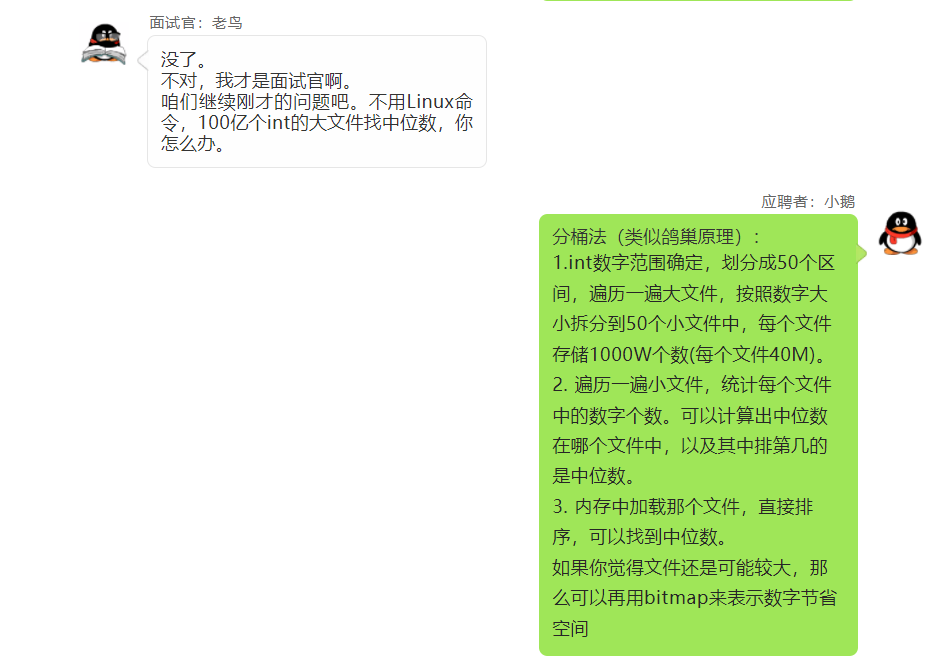 面试官：老鸟
没了。
不对，我才是面试官啊。
咱们继续刚才的问题吧。不用Linux命
令，100亿个int的大文件找中位数，你
怎么办。
应聘者：小鹅
分桶法（类似鸽巢原理）:
1.int数字范围确定，划分成50个区
间，遍历一遍大文件，按照数字大
小拆分到50个小文件中，每个文件
存储1000W个数(每个文件40M)。
2. 遍历一遍小文件，统计每个文件
中的数字个数。可以计算出中位数
在哪个文件中，以及其中排第几的
是中位数。
3. 内存中加载那个文件，直接排
序，可以找到中位数。
如果你觉得文件还是可能较大，那
么可以再用bitmap来表示数字节省
空间